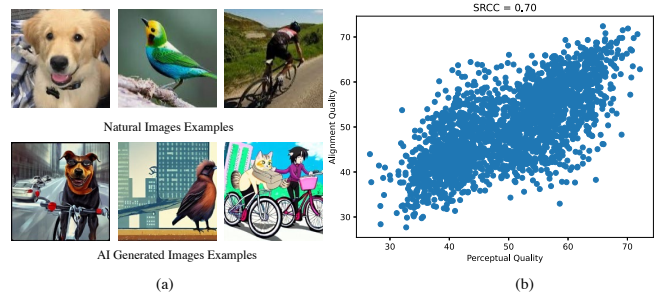 Natural Images Examples
AI Generated Images Examples
(a)
SRCC = 0.70
Alignment Quality
70
60
50
40
30
30
40
50
60
70
Perceptual Quality
(b)